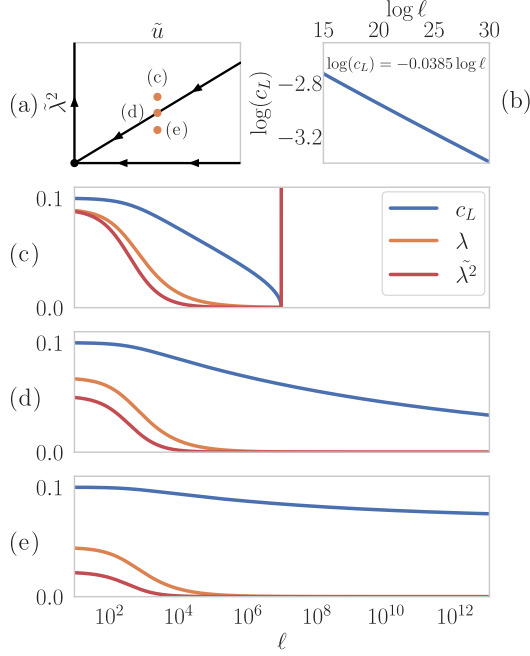 ũ
log ℓ
15 20 25 30
(a)
λ̃²
(c)
(d)
(e)
log(c_L)
−2.8
−3.2
log(c_L) = −0.0385 log ℓ
(b)
(c)
0.1
0.0
c_L
λ
λ̃²
(d)
0.1
0.0
(e)
0.1
0.0
10² 10⁴ 10⁶ 10⁸ 10¹⁰ 10¹²
ℓ